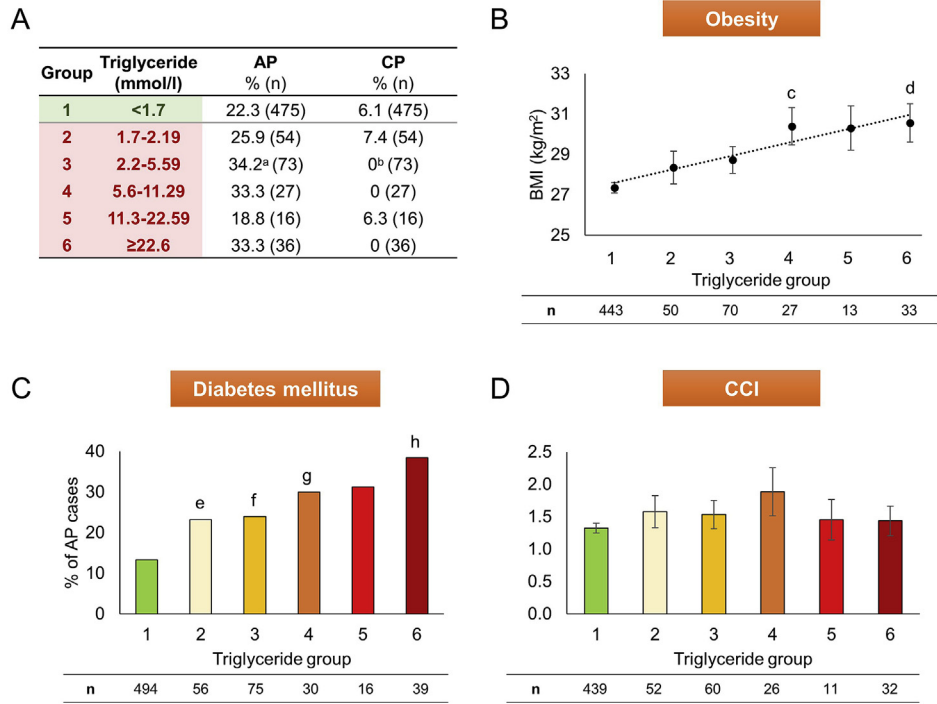 A
Group Triglyceride (mmol/l) AP % (n) CP % (n)
1 <1.7 22.3 (475) 6.1 (475)
2 1.7-2.19 25.9 (54) 7.4 (54)
3 2.2-5.59 34.2ᵃ (73) 0ᵇ (73)
4 5.6-11.29 33.3 (27) 0 (27)
5 11.3-22.59 18.8 (16) 6.3 (16)
6 ≥22.6 33.3 (36) 0 (36)
B
Obesity
BMI (kg/m²)
33
31
29
27
25
c
d
1 2 3 4 5 6
Triglyceride group
n 443 50 70 27 13 33
C
Diabetes mellitus
% of AP cases
40
30
20
10
0
e
f
g
h
1 2 3 4 5 6
Triglyceride group
n 494 56 75 30 16 39
D
CCI
2.5
2.0
1.5
1.0
0.5
0.0
1 2 3 4 5 6
Triglyceride group
n 439 52 60 26 11 32